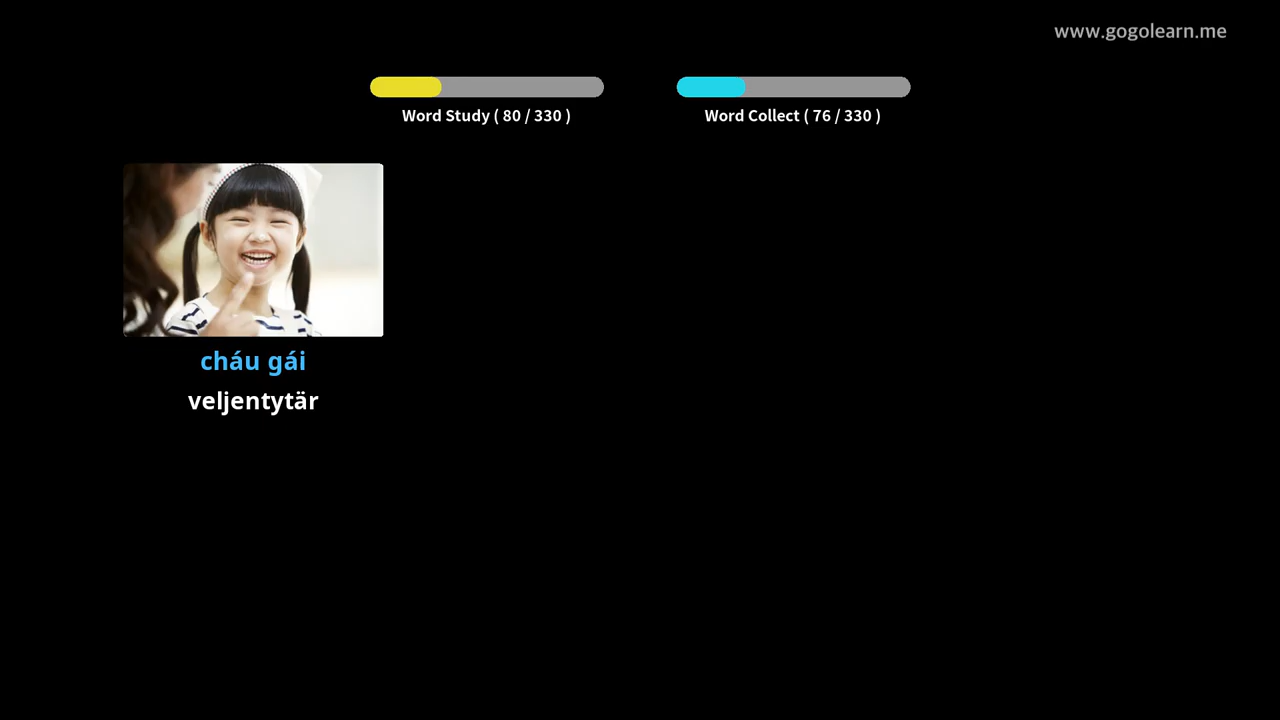 www.gogolearn.me
Word Study ( 80 / 330 )
Word Collect ( 76 / 330 )
cháu gái
veljentytär